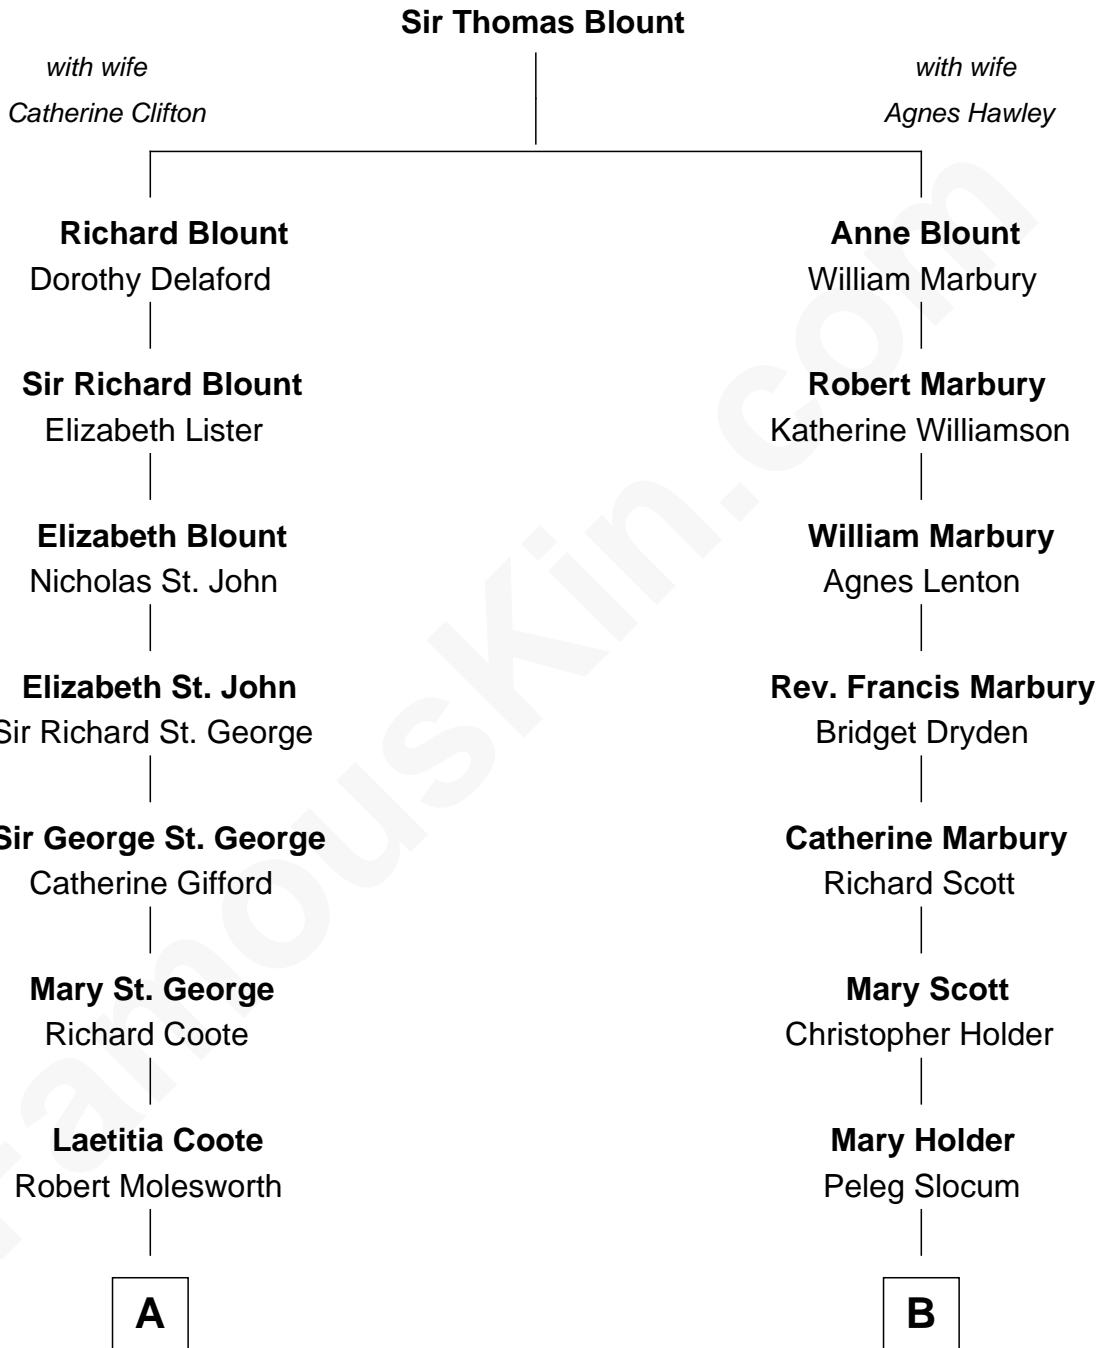 Sir Thomas Blount
with wife
Catherine Clifton
with wife
Agnes Hawley
Richard Blount
Dorothy Delaford
Anne Blount
William Marbury
Sir Richard Blount
Elizabeth Lister
Robert Marbury
Katherine Williamson
Elizabeth Blount
Nicholas St. John
William Marbury
Agnes Lenton
Elizabeth St. John
Sir Richard St. George
Rev. Francis Marbury
Bridget Dryden
Sir George St. George
Catherine Gifford
Catherine Marbury
Richard Scott
Mary St. George
Richard Coote
Mary Scott
Christopher Holder
Laetitia Coote
Robert Molesworth
Mary Holder
Peleg Slocum
A
B
FamousKin.com